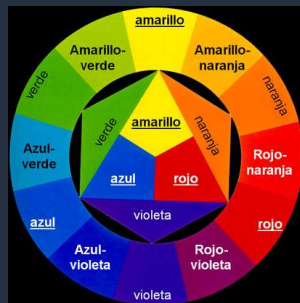 amarillo
Amarillo-
verde
Amarillo-
naranja
verde
naranja
amarillo
verde
naranja
Azul-
verde
Rojo-
naranja
azul
rojo
azul
rojo
violeta
Azul-
violeta
Rojo-
violeta
violeta